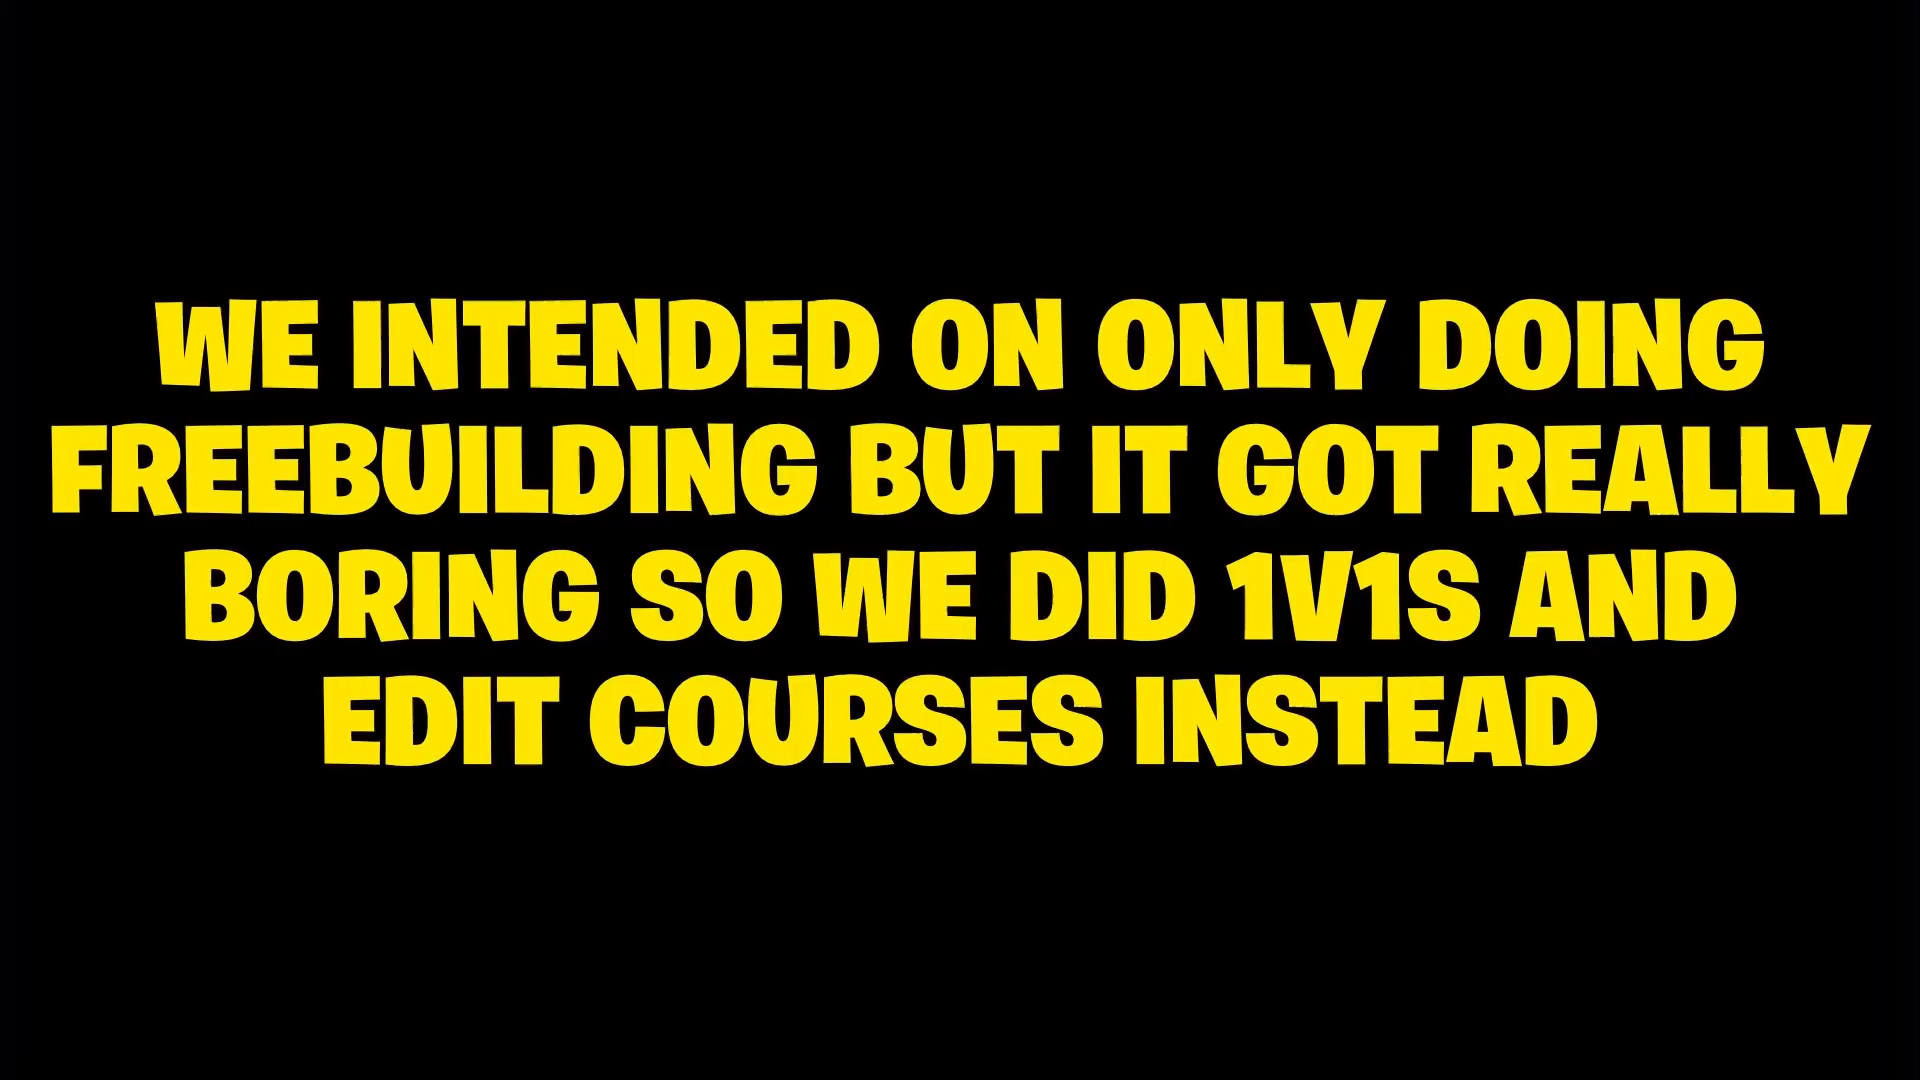 WE INTENDED ON ONLY DOING
FREEBUILDING BUT IT GOT REALLY
BORING SO WE DID 1V1S AND
EDIT COURSES INSTEAD